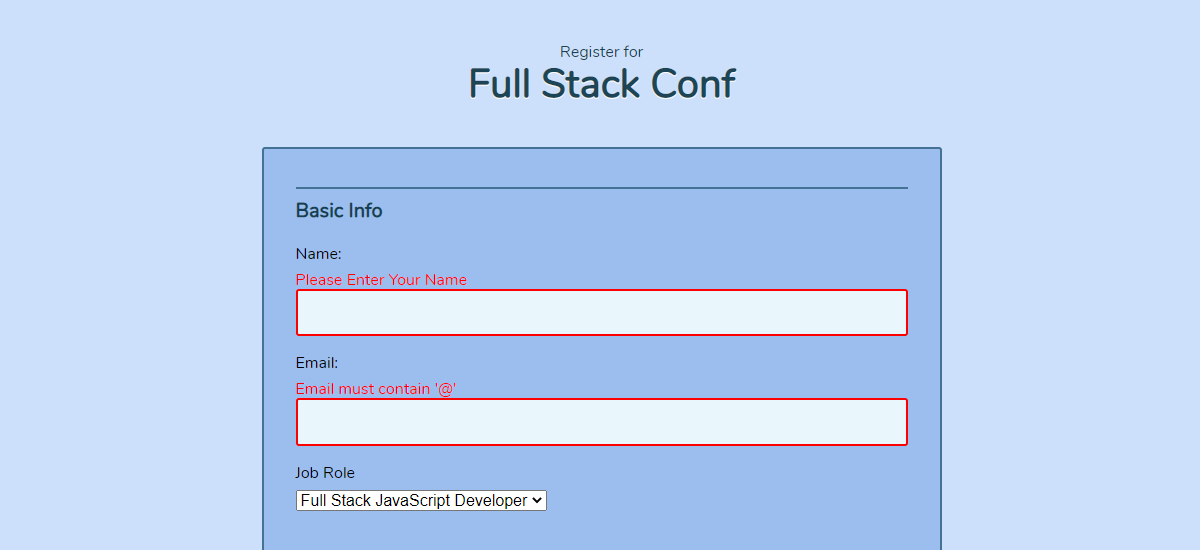 Register for
Full Stack Conf
Basic Info
Name:
Please Enter Your Name
Email:
Email must contain '@'
Job Role
Full Stack JavaScript Developer